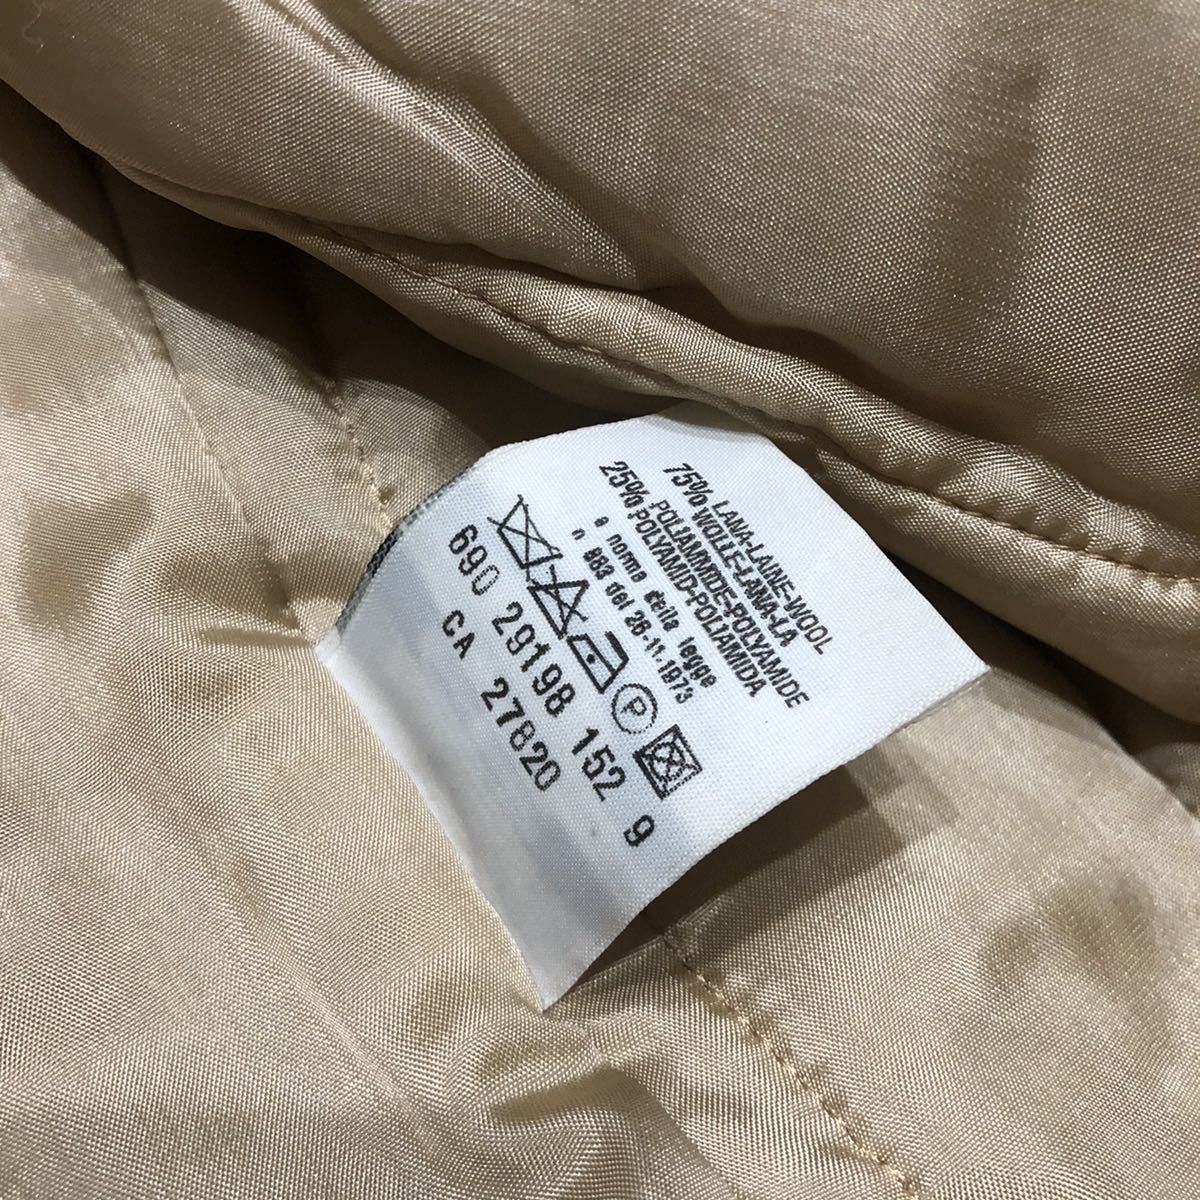 75% LANA-LAINE-WOOL
WOLLE-LANA-LA
25% POLIAMMIDE-POLYAMIDE
POLYAMID-POLIAMIDA
a norma della legge
n 883 del 26-11-1973
P
690 29198 152 9
CA 27820